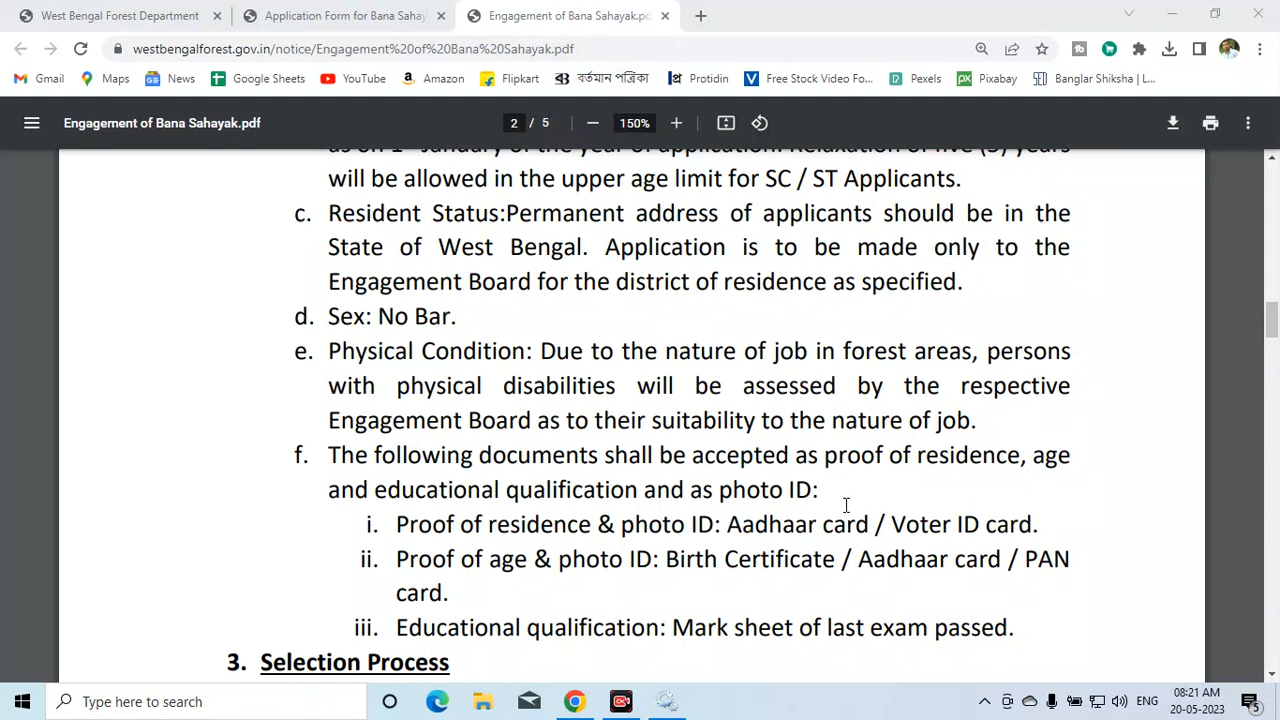 West Bengal Forest Department
Application Form for Bana Sahay
Engagement of Bana Sahayak.pd
westbengalforest.gov.in/notice/Engagement%20of%20Bana%20Sahayak.pdf
Gmail
Maps
News
Google Sheets
YouTube
Amazon
Flipkart
বর্তমান পত্রিকা
Protidin
Free Stock Video Fo...
Pexels
Pixabay
Banglar Shiksha | L...
Engagement of Bana Sahayak.pdf
2 / 5
150%
will be allowed in the upper age limit for SC / ST Applicants.
c. Resident Status:Permanent address of applicants should be in the
State of West Bengal. Application is to be made only to the
Engagement Board for the district of residence as specified.
d. Sex: No Bar.
e. Physical Condition: Due to the nature of job in forest areas, persons
with physical disabilities will be assessed by the respective
Engagement Board as to their suitability to the nature of job.
f. The following documents shall be accepted as proof of residence, age
and educational qualification and as photo ID:
i. Proof of residence & photo ID: Aadhaar card / Voter ID card.
ii. Proof of age & photo ID: Birth Certificate / Aadhaar card / PAN
card.
iii. Educational qualification: Mark sheet of last exam passed.
3. Selection Process
Type here to search
ENG
08:21 AM
20-05-2023
5